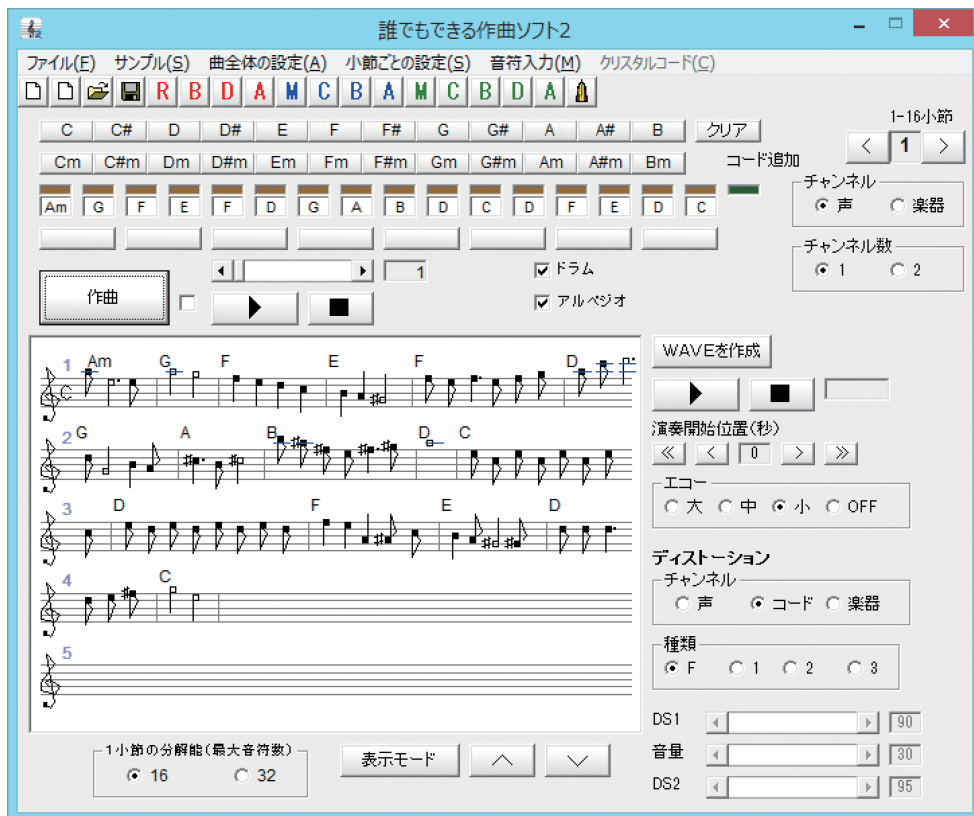 誰でもできる作曲ソフト2
ファイル(F) サンプル(S) 曲全体の設定(A) 小節ごとの設定(S) 音符入力(M) クリスタルコード(C)
R B D A M C B A M C B D A
1-16小節
C C# D D# E F F# G G# A A# B クリア
< 1 >
Cm C#m Dm D#m Em Fm F#m Gm G#m Am A#m Bm コード追加
チャンネル
声 楽器
Am G F E F D G A B D C D F E D C
チャンネル数
1 2
1
ドラム
作曲
アルペジオ
WAVEを作成
1 Am G F E F D
C
演奏開始位置(秒)
<< < 0 > >>
2 G A B D C
エコー
大 中 小 OFF
3 D F E D
ディストーション
チャンネル
声 コード 楽器
4 C
種類
F 1 2 3
5
DS1 90
音量 30
DS2 95
1小節の分解能(最大音符数)
16 32
表示モード